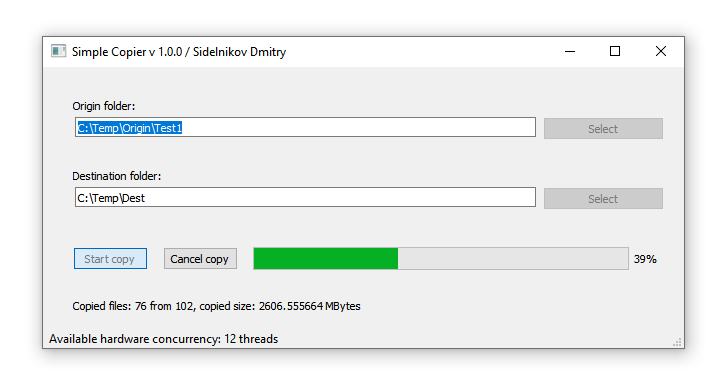 Simple Copier v 1.0.0 / Sidelnikov Dmitry
Origin folder:
C:\Temp\Origin\Test1
Select
Destination folder:
C:\Temp\Dest
Select
Start copy
Cancel copy
39%
Copied files: 76 from 102, copied size: 2606.555664 MBytes
Available hardware concurrency: 12 threads